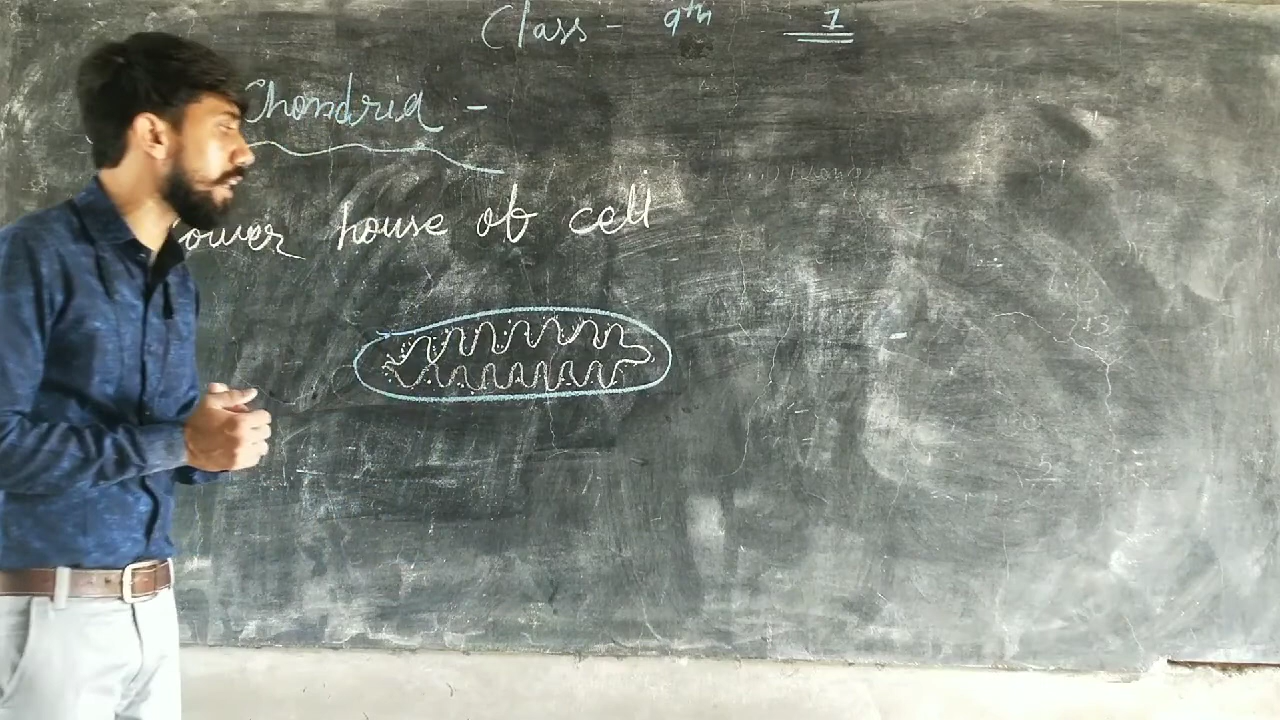 Class - 9th 1
Chondria :-
ower house of cell